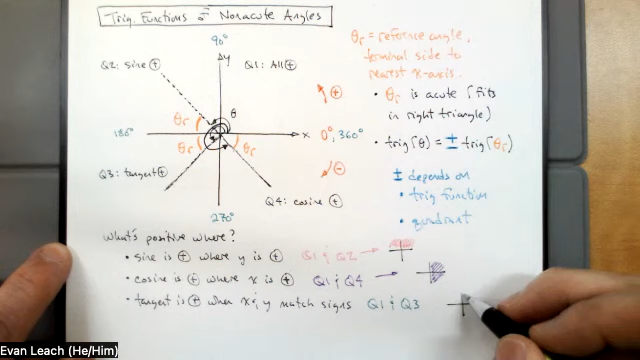 Trig. Functions of Nonacute Angles
90°
y
Q2: sine ⊕
Q1: All ⊕
θ
θr
180°
x
0°, 360°
θr
θr
⊕
⊖
Q3: tangent ⊕
Q4: cosine ⊕
270°
θr = reference angle,
terminal side to
nearest x-axis.
• θr is acute (fits
in right triangle)
• trig(θ) = ± trig(θr)
± depends on
• trig function
• quadrant
What's positive where?
• sine is ⊕ where y is ⊕ Q1 & Q2 →
• cosine is ⊕ where x is ⊕ Q1 & Q4 →
• tangent is ⊕ when x & y match signs Q1 & Q3
Evan Leach (He/Him)